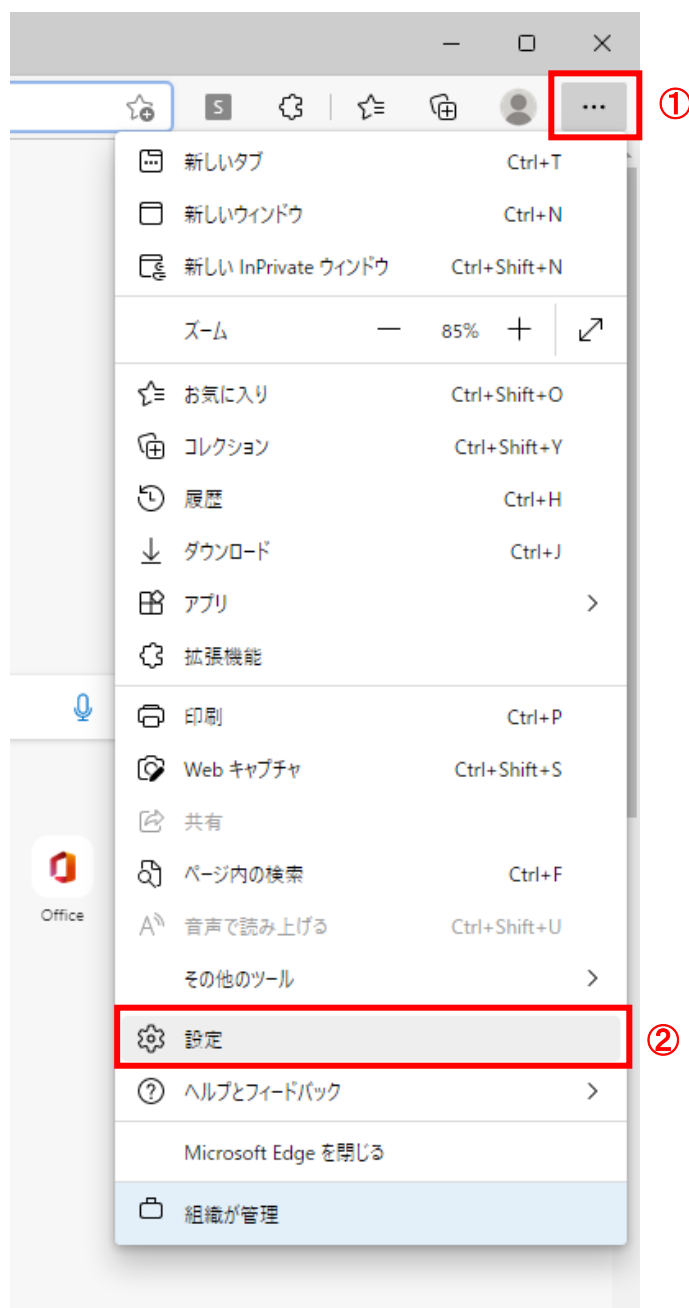 ①
S
新しいタブ Ctrl+T
新しいウィンドウ Ctrl+N
新しい InPrivate ウィンドウ Ctrl+Shift+N
ズーム 85%
お気に入り Ctrl+Shift+O
コレクション Ctrl+Shift+Y
履歴 Ctrl+H
ダウンロード Ctrl+J
アプリ
拡張機能
印刷 Ctrl+P
Web キャプチャ Ctrl+Shift+S
共有
ページ内の検索 Ctrl+F
Office
音声で読み上げる Ctrl+Shift+U
その他のツール
設定 ②
ヘルプとフィードバック
Microsoft Edge を閉じる
組織が管理